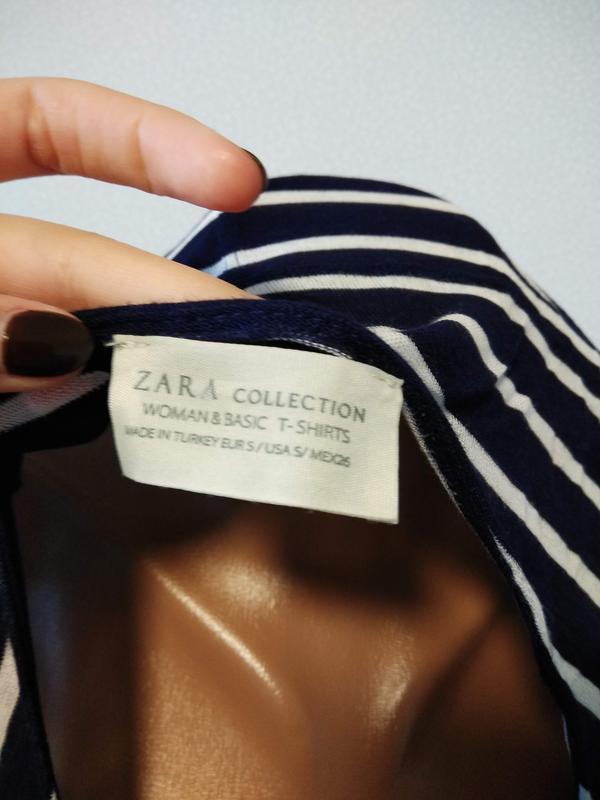 ZARA COLLECTION
WOMAN & BASIC T-SHIRTS
MADE IN TURKEY EUR S / USA S / MEX26